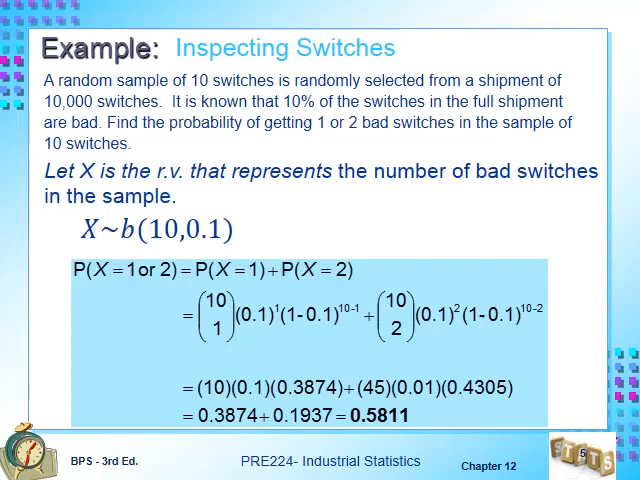 Example: Inspecting Switches
A random sample of 10 switches is randomly selected from a shipment of
10,000 switches.  It is known that 10% of the switches in the full shipment
are bad. Find the probability of getting 1 or 2 bad switches in the sample of
10 switches.
Let X is the r.v. that represents the number of bad switches
in the sample.
X~b(10,0.1)
P(X = 1or 2) = P(X = 1) + P(X = 2)
= (10 1)(0.1)¹(1- 0.1)¹⁰⁻¹ + (10 2)(0.1)²(1- 0.1)¹⁰⁻²
= (10)(0.1)(0.3874) + (45)(0.01)(0.4305)
= 0.3874 + 0.1937 = 0.5811
BPS - 3rd Ed. PRE224- Industrial Statistics Chapter 12 5
STATS